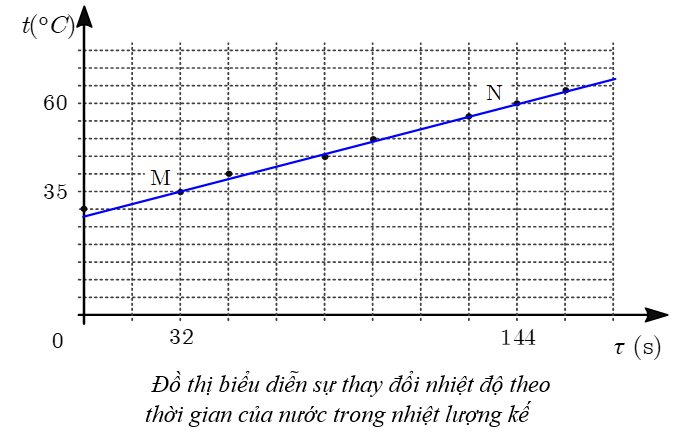 t(°C)
60
N
M
35
0
32
144
τ (s)
Đồ thị biểu diễn sự thay đổi nhiệt độ theo
thời gian của nước trong nhiệt lượng kế